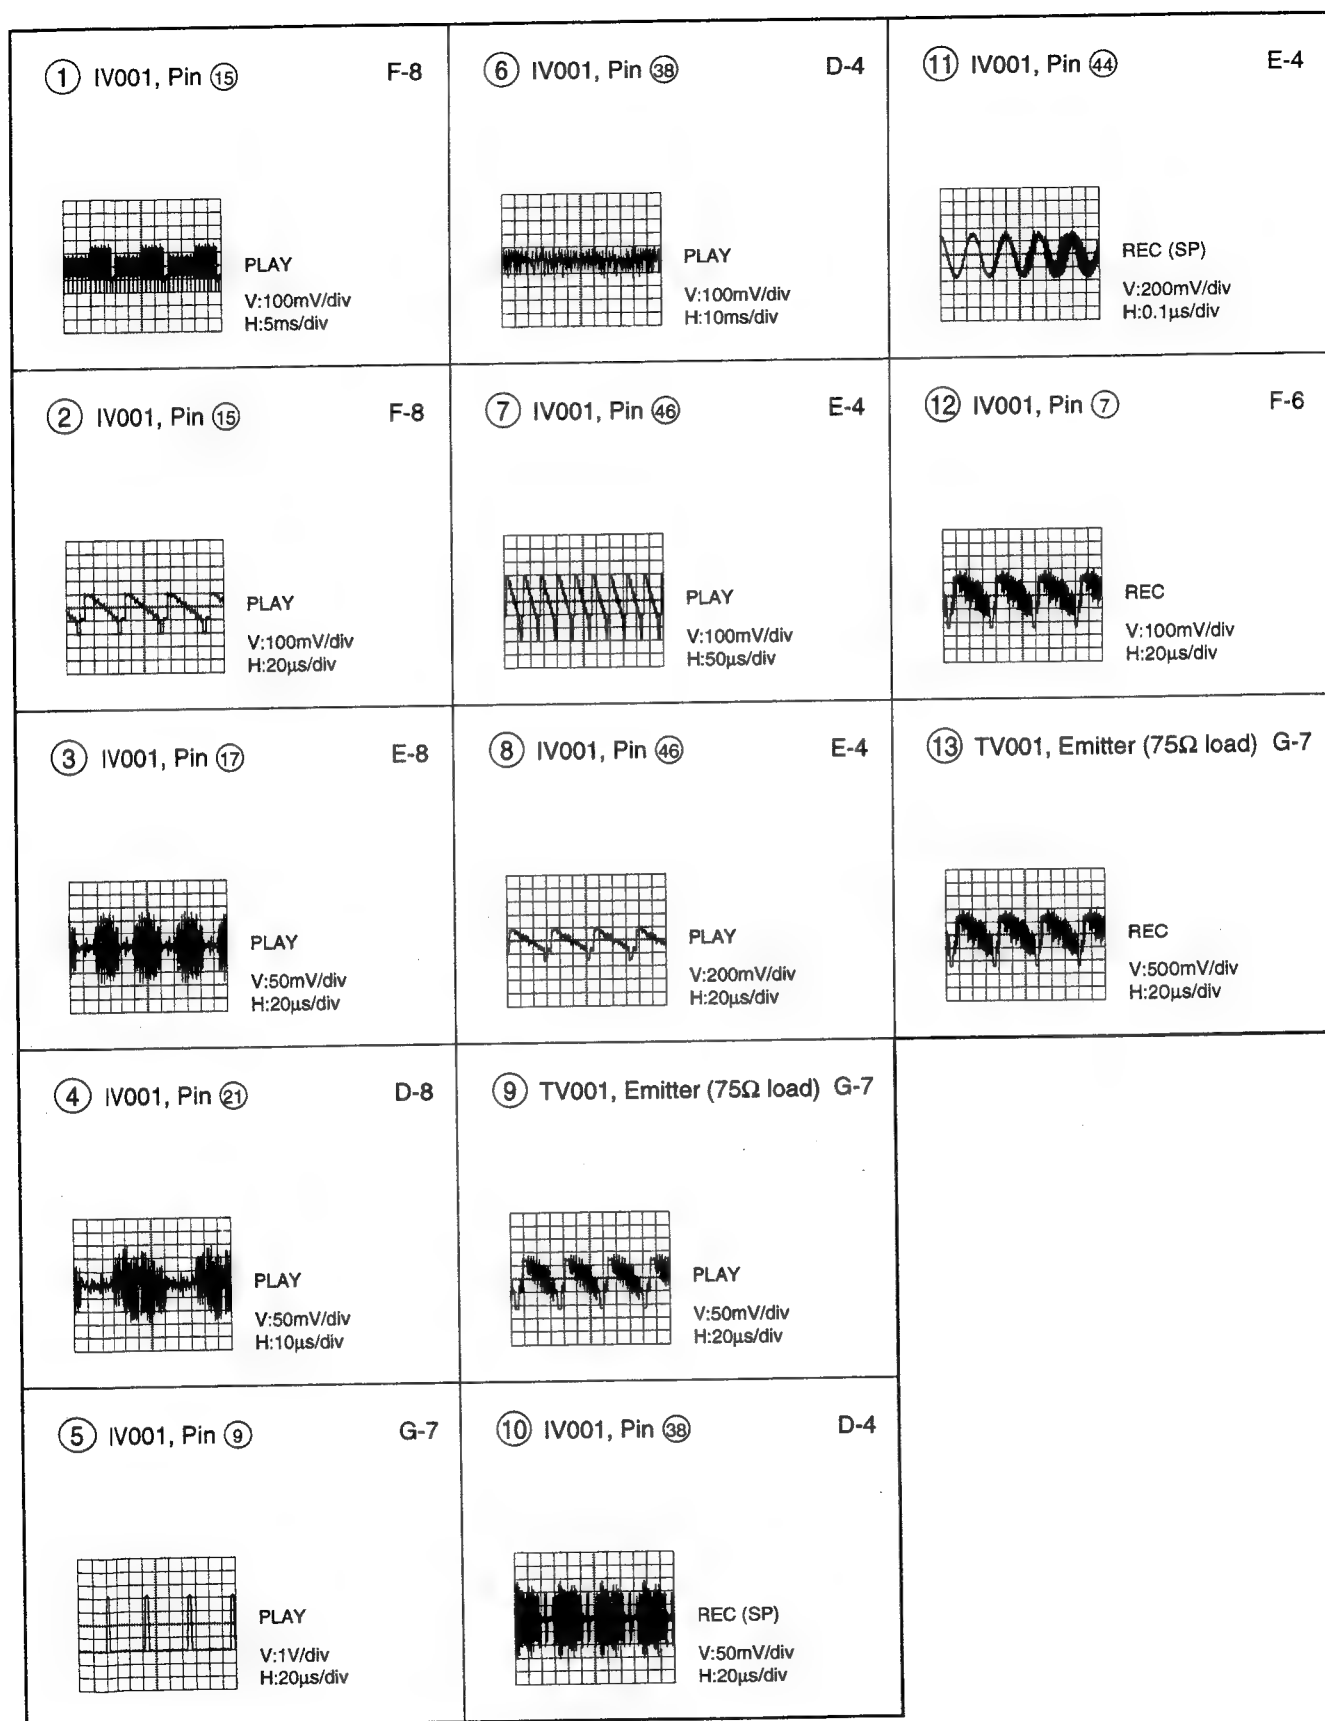 ① IV001, Pin ⑮ F-8
PLAY
V:100mV/div
H:5ms/div
② IV001, Pin ⑮ F-8
PLAY
V:100mV/div
H:20µs/div
③ IV001, Pin ⑰ E-8
PLAY
V:50mV/div
H:20µs/div
④ IV001, Pin ㉑ D-8
PLAY
V:50mV/div
H:10µs/div
⑤ IV001, Pin ⑨ G-7
PLAY
V:1V/div
H:20µs/div
⑥ IV001, Pin ㊳ D-4
PLAY
V:100mV/div
H:10ms/div
⑦ IV001, Pin ㊻ E-4
PLAY
V:100mV/div
H:50µs/div
⑧ IV001, Pin ㊻ E-4
PLAY
V:200mV/div
H:20µs/div
⑨ TV001, Emitter (75Ω load) G-7
PLAY
V:50mV/div
H:20µs/div
⑩ IV001, Pin ㊳ D-4
REC (SP)
V:50mV/div
H:20µs/div
⑪ IV001, Pin ㊹ E-4
REC (SP)
V:200mV/div
H:0.1µs/div
⑫ IV001, Pin ⑦ F-6
REC
V:100mV/div
H:20µs/div
⑬ TV001, Emitter (75Ω load) G-7
REC
V:500mV/div
H:20µs/div